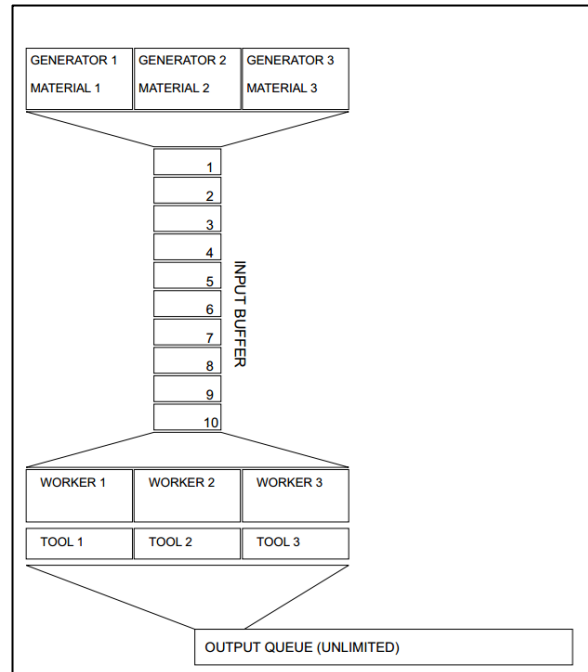 GENERATOR 1 GENERATOR 2 GENERATOR 3
MATERIAL 1 MATERIAL 2 MATERIAL 3
1
2
3
4
5
6
7
8
9
10
INPUT BUFFER
WORKER 1 WORKER 2 WORKER 3
TOOL 1 TOOL 2 TOOL 3
OUTPUT QUEUE (UNLIMITED)